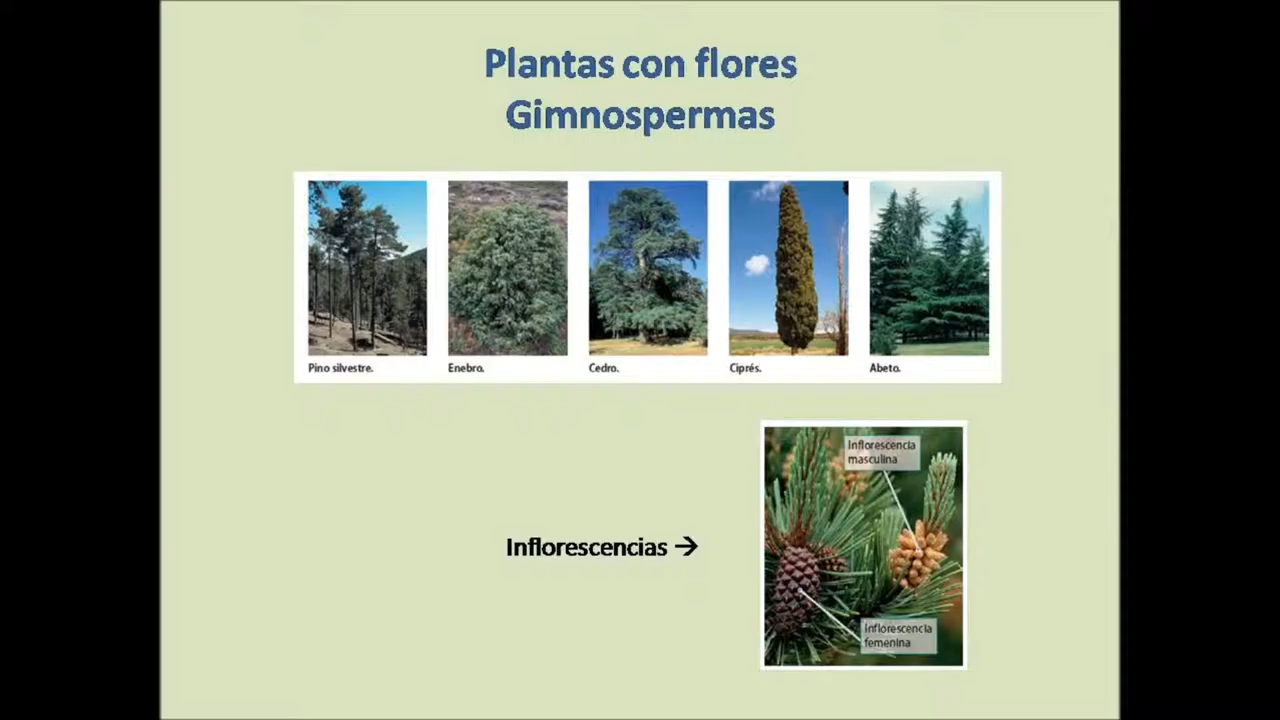 Plantas con flores
Gimnospermas
Pino silvestre.
Enebro.
Cedro.
Ciprés.
Abeto.
Inflorescencias →
Inflorescencia
masculina
Inflorescencia
femenina